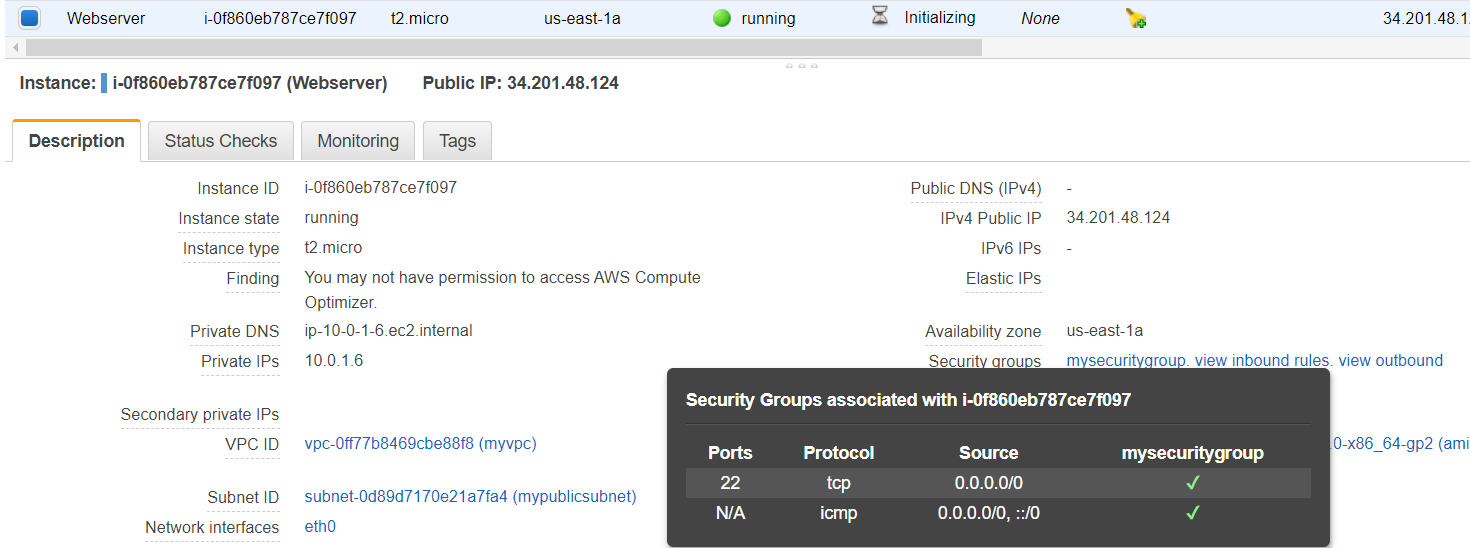 Webserver i-0f860eb787ce7f097 t2.micro us-east-1a running Initializing None 34.201.48.1
Instance: i-0f860eb787ce7f097 (Webserver) Public IP: 34.201.48.124
Description Status Checks Monitoring Tags
Instance ID i-0f860eb787ce7f097 Public DNS (IPv4) -
Instance state running IPv4 Public IP 34.201.48.124
Instance type t2.micro IPv6 IPs -
Finding You may not have permission to access AWS Compute Elastic IPs
Optimizer.
Private DNS ip-10-0-1-6.ec2.internal Availability zone us-east-1a
Private IPs 10.0.1.6 Security groups mysecuritygroup. view inbound rules. view outbound
Security Groups associated with i-0f860eb787ce7f097
Secondary private IPs
VPC ID vpc-0ff77b8469cbe88f8 (myvpc) .0-x86_64-gp2 (ami
Ports Protocol Source mysecuritygroup
22 tcp 0.0.0.0/0 ✓
Subnet ID subnet-0d89d7170e21a7fa4 (mypublicsubnet)
N/A icmp 0.0.0.0/0, ::/0 ✓
Network interfaces eth0